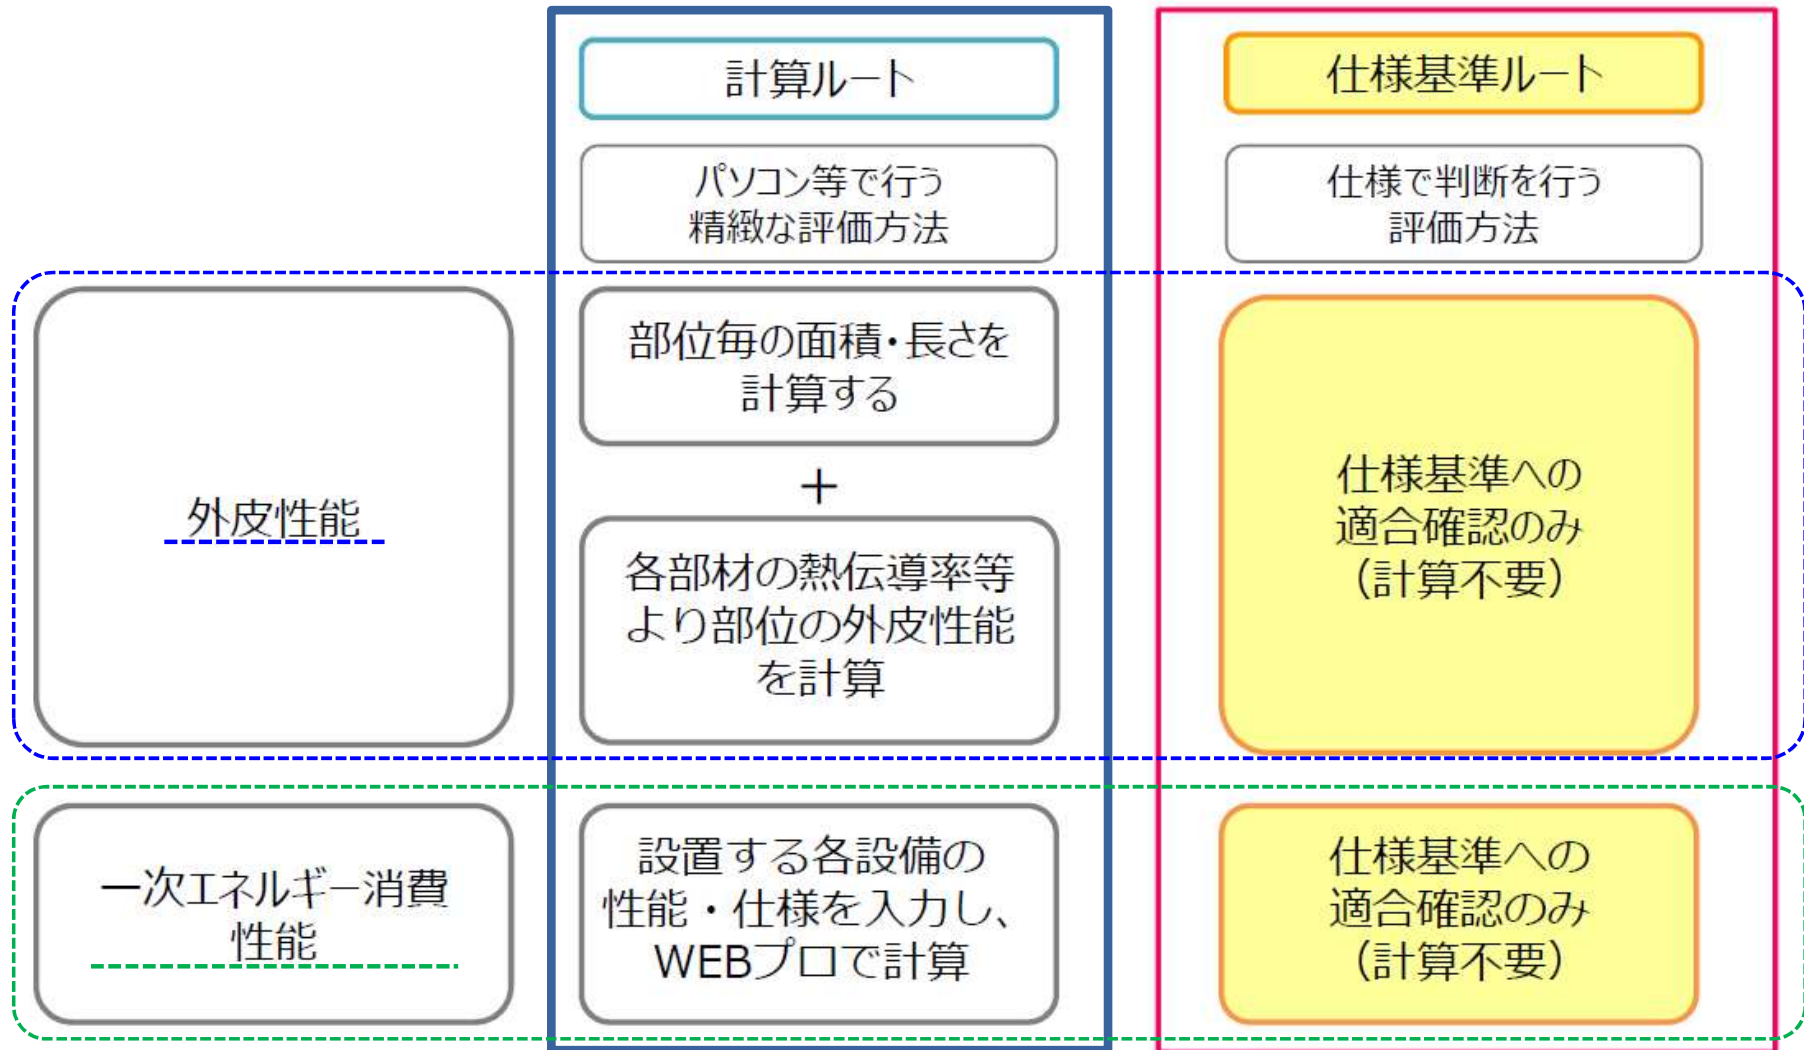 計算ルート
仕様基準ルート
パソコン等で行う
精緻な評価方法
仕様で判断を行う
評価方法
外皮性能
部位毎の面積・長さを
計算する
＋
各部材の熱伝導率等
より部位の外皮性能
を計算
仕様基準への
適合確認のみ
（計算不要）
一次エネルギー消費
性能
設置する各設備の
性能・仕様を入力し、
WEBプロで計算
仕様基準への
適合確認のみ
（計算不要）